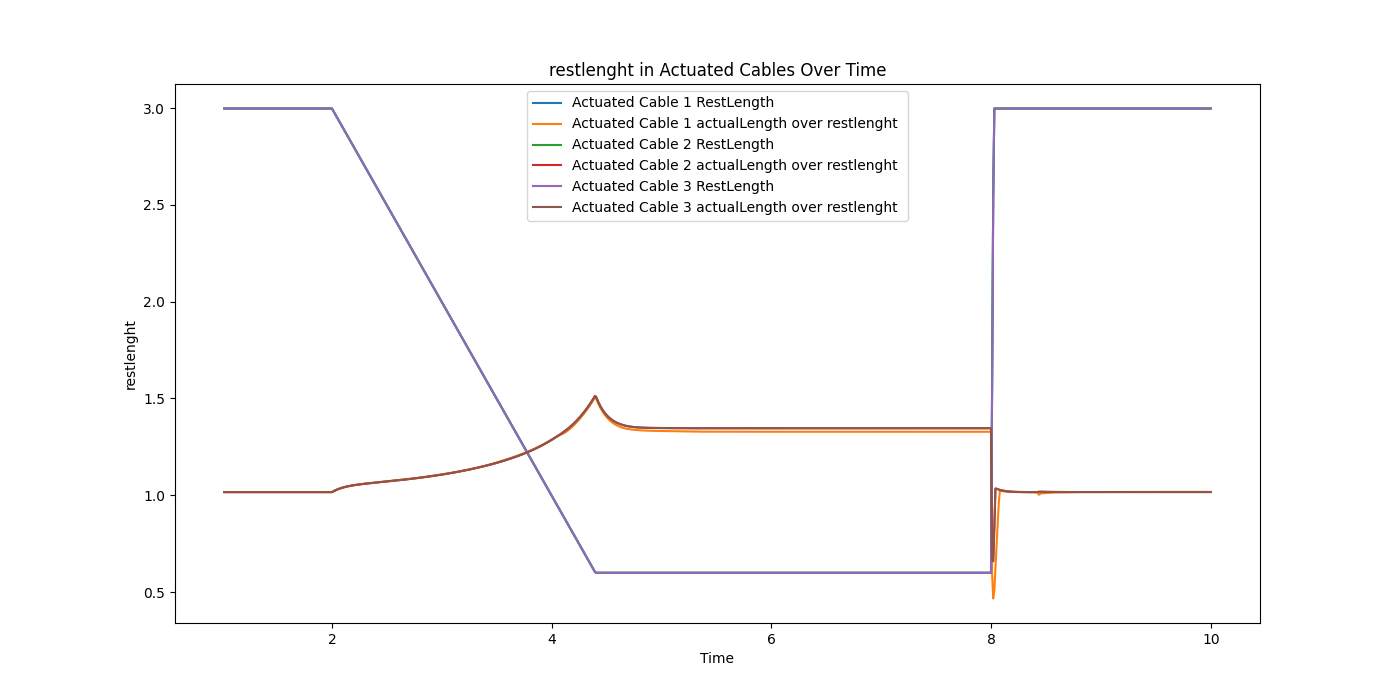 restlenght in Actuated Cables Over Time
Actuated Cable 1 RestLength
Actuated Cable 1 actualLength over restlenght
Actuated Cable 2 RestLength
Actuated Cable 2 actualLength over restlenght
Actuated Cable 3 RestLength
Actuated Cable 3 actualLength over restlenght
restlenght
3.0
2.5
2.0
1.5
1.0
0.5
2 4 6 8 10
Time